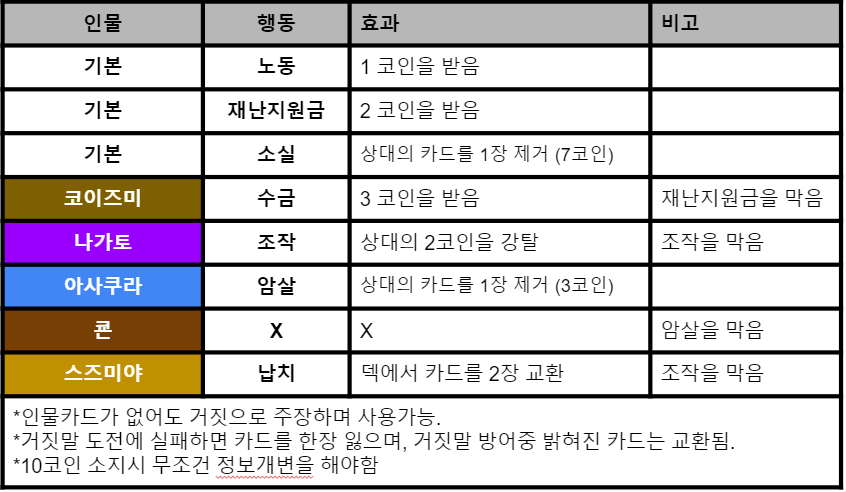 인물 행동 효과 비고
기본 노동 1 코인을 받음
기본 재난지원금 2 코인을 받음
기본 소실 상대의 카드를 1장 제거 (7코인)
코이즈미 수금 3 코인을 받음 재난지원금을 막음
나가토 조작 상대의 2코인을 강탈 조작을 막음
아사쿠라 암살 상대의 카드를 1장 제거 (3코인)
쿈 X X 암살을 막음
스즈미야 납치 덱에서 카드를 2장 교환 조작을 막음
*인물카드가 없어도 거짓으로 주장하며 사용가능.
*거짓말 도전에 실패하면 카드를 한장 잃으며, 거짓말 방어중 밝혀진 카드는 교환됨.
*10코인 소지시 무조건 정보개변을 해야함